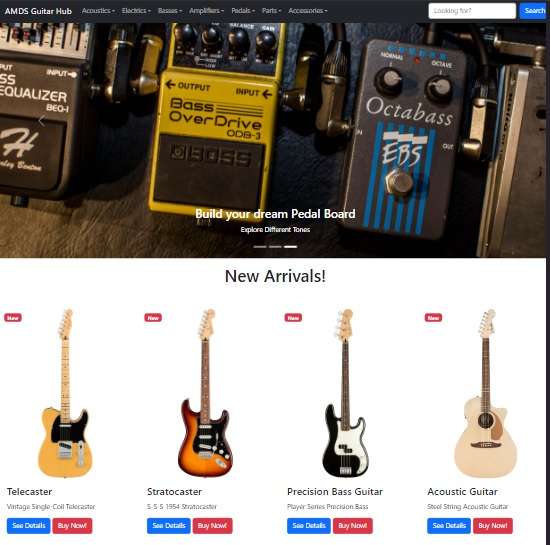 AMDS Guitar Hub Acoustics Electrics Basses Amplifiers Pedals Parts Accessories Looking for? Search
INPUT
EQUALIZER
BEQ-1
H
OUTPUT INPUT
Bass
OverDrive
ODB-3
BOSS
NORMAL OCTAVE
Octabass
IN OUT
EBS
Build your dream Pedal Board
Explore Different Tones
New Arrivals!
New New New New
Telecaster Stratocaster Precision Bass Guitar Acoustic Guitar
Vintage Single Coil Telecaster S-S-S 1954 Stratocaster Player Series Precision Bass Steel String Acoustic Guitar
See Details Buy Now! See Details Buy Now! See Details Buy Now! See Details Buy Now!